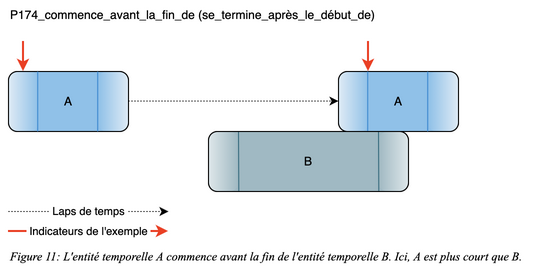 P174_commence_avant_la_fin_de (se_termine_après_le_début_de)
A
A
B
Laps de temps
Indicateurs de l'exemple
Figure 11: L'entité temporelle A commence avant la fin de l'entité temporelle B. Ici, A est plus court que B.